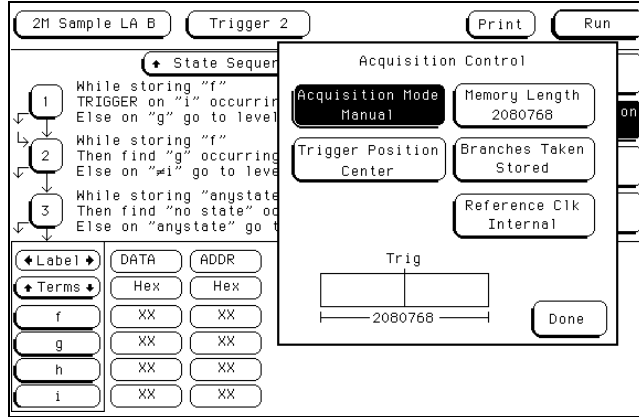 2M Sample LA B
Trigger 2
Print
Run
State Sequen
While storing "f"
1
TRIGGER on "i" occurrin
Else on "g" go to level
While storing "f"
2
Then find "g" occurring
Else on "≠i" go to leve
While storing "anystate
3
Then find "no state" oc
Else on "anystate" go t
Label
DATA
ADDR
Terms
Hex
Hex
f
XX
XX
g
XX
XX
h
XX
XX
i
XX
XX
Acquisition Control
Acquisition Mode
Manual
Memory Length
2080768
Trigger Position
Center
Branches Taken
Stored
Reference Clk
Internal
Trig
2080768
Done
on